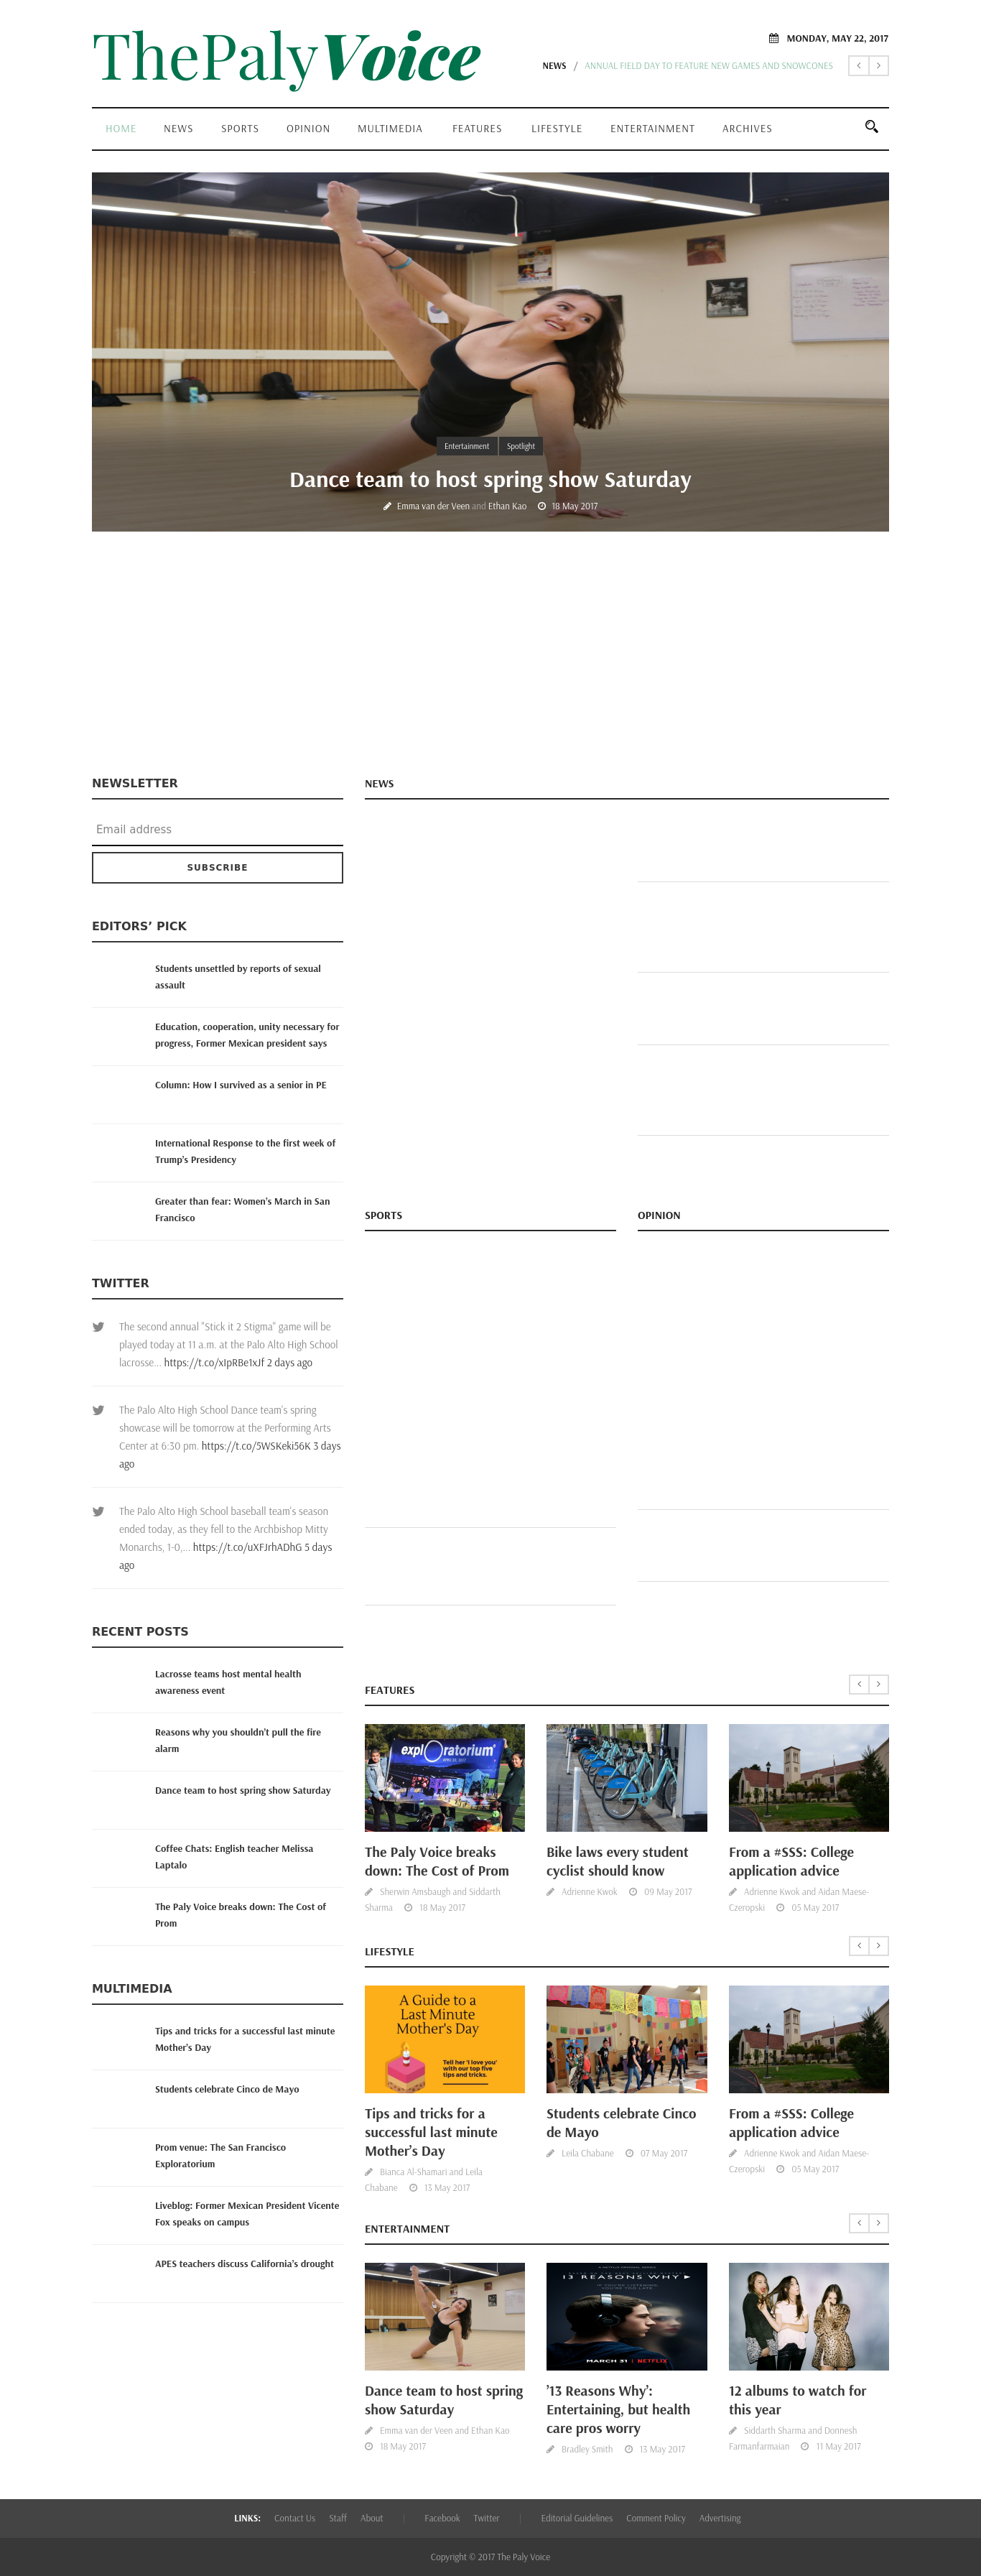 ThePalyVoice
MONDAY, MAY 22, 2017
NEWS / ANNUAL FIELD DAY TO FEATURE NEW GAMES AND SNOWCONES
HOME NEWS SPORTS OPINION MULTIMEDIA FEATURES LIFESTYLE ENTERTAINMENT ARCHIVES
Entertainment Spotlight
Dance team to host spring show Saturday
Emma van der Veen and Ethan Kao 18 May 2017
NEWSLETTER
Email address
SUBSCRIBE
EDITORS’ PICK
Students unsettled by reports of sexual
assault
Education, cooperation, unity necessary for
progress, Former Mexican president says
Column: How I survived as a senior in PE
International Response to the first week of
Trump’s Presidency
Greater than fear: Women’s March in San
Francisco
TWITTER
The second annual "Stick it 2 Stigma" game will be
played today at 11 a.m. at the Palo Alto High School
lacrosse... https://t.co/xIpRBe1xJf 2 days ago
The Palo Alto High School Dance team's spring
showcase will be tomorrow at the Performing Arts
Center at 6:30 pm. https://t.co/5WSKeki56K 3 days
ago
The Palo Alto High School baseball team's season
ended today, as they fell to the Archbishop Mitty
Monarchs, 1-0,... https://t.co/uXFJrhADhG 5 days
ago
RECENT POSTS
Lacrosse teams host mental health
awareness event
Reasons why you shouldn’t pull the fire
alarm
Dance team to host spring show Saturday
Coffee Chats: English teacher Melissa
Laptalo
The Paly Voice breaks down: The Cost of
Prom
MULTIMEDIA
Tips and tricks for a successful last minute
Mother’s Day
Students celebrate Cinco de Mayo
Prom venue: The San Francisco
Exploratorium
Liveblog: Former Mexican President Vicente
Fox speaks on campus
APES teachers discuss California’s drought
NEWS
SPORTS
OPINION
FEATURES
exploratorium
The Paly Voice breaks
down: The Cost of Prom
Sherwin Amsbaugh and Siddarth
Sharma 18 May 2017
Bike laws every student
cyclist should know
Adrienne Kwok 09 May 2017
From a #SSS: College
application advice
Adrienne Kwok and Aidan Maese-
Czeropski 05 May 2017
LIFESTYLE
A Guide to a
Last Minute
Mother's Day
Tell her 'I love you'
with our top five
tips and tricks.
Tips and tricks for a
successful last minute
Mother’s Day
Bianca Al-Shamari and Leila
Chabane 13 May 2017
Students celebrate Cinco
de Mayo
Leila Chabane 07 May 2017
From a #SSS: College
application advice
Adrienne Kwok and Aidan Maese-
Czeropski 05 May 2017
ENTERTAINMENT
Dance team to host spring
show Saturday
Emma van der Veen and Ethan Kao
18 May 2017
13 REASONS WHY
MARCH 31 | NETFLIX
’13 Reasons Why’:
Entertaining, but health
care pros worry
Bradley Smith 13 May 2017
12 albums to watch for
this year
Siddarth Sharma and Donnesh
Farmanfarmaian 11 May 2017
LINKS: Contact Us Staff About | Facebook Twitter | Editorial Guidelines Comment Policy Advertising
Copyright © 2017 The Paly Voice